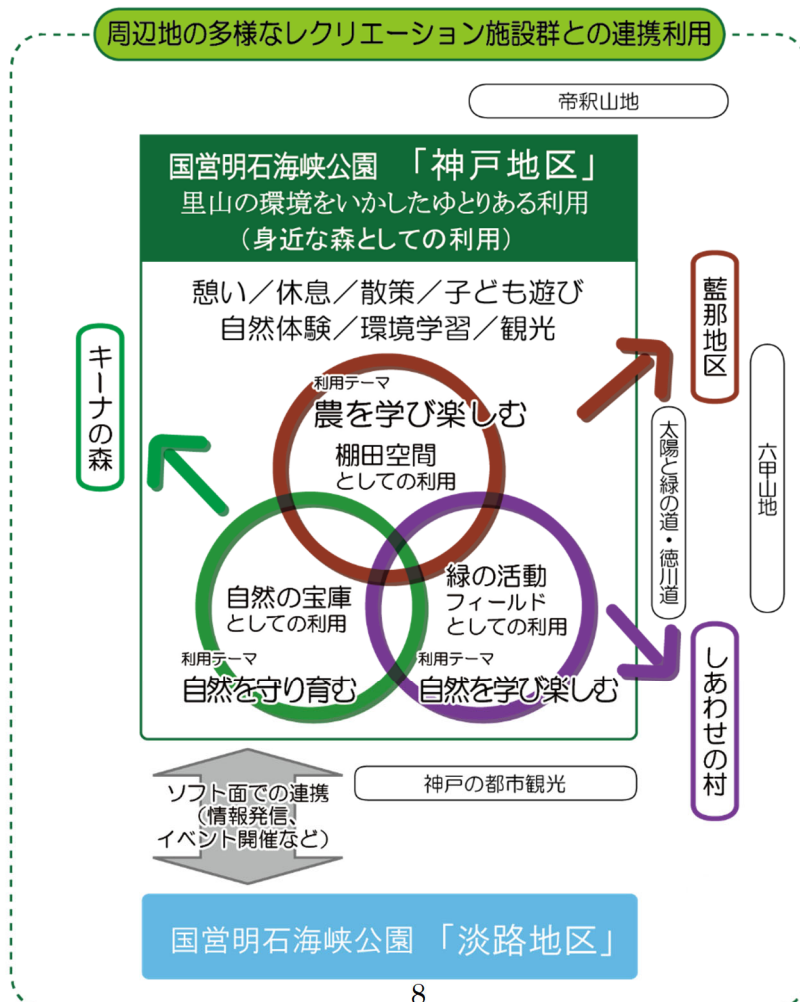 周辺地の多様なレクリエーション施設群との連携利用
帝釈山地
国営明石海峡公園 「神戸地区」
里山の環境をいかしたゆとりある利用
（身近な森としての利用）
憩い／休息／散策／子ども遊び
自然体験／環境学習／観光
藍那地区
キーナの森
利用テーマ
農を学び楽しむ
棚田空間
としての利用
太陽と緑の道・徳川道
六甲山地
自然の宝庫
としての利用
利用テーマ
自然を守り育む
緑の活動
フィールド
としての利用
利用テーマ
自然を学び楽しむ
しあわせの村
ソフト面での連携
（情報発信、
イベント開催など）
神戸の都市観光
国営明石海峡公園 「淡路地区」
8